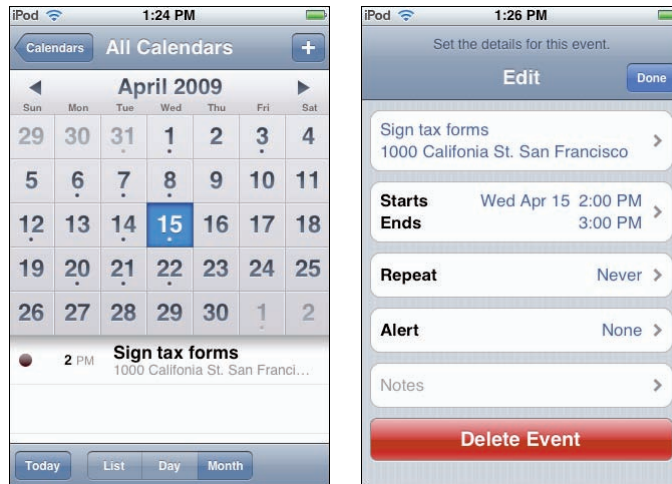 iPod 1:24 PM
Calendars All Calendars +
April 2009
Sun Mon Tue Wed Thu Fri Sat
29 30 31 1 2 3 4
5 6 7 8 9 10 11
12 13 14 15 16 17 18
19 20 21 22 23 24 25
26 27 28 29 30 1 2
2 PM Sign tax forms
1000 Califonia St. San Franci...
Today List Day Month
iPod 1:26 PM
Set the details for this event.
Edit Done
Sign tax forms
1000 Califonia St. San Francisco
Starts Wed Apr 15 2:00 PM
Ends 3:00 PM
Repeat Never
Alert None
Notes
Delete Event